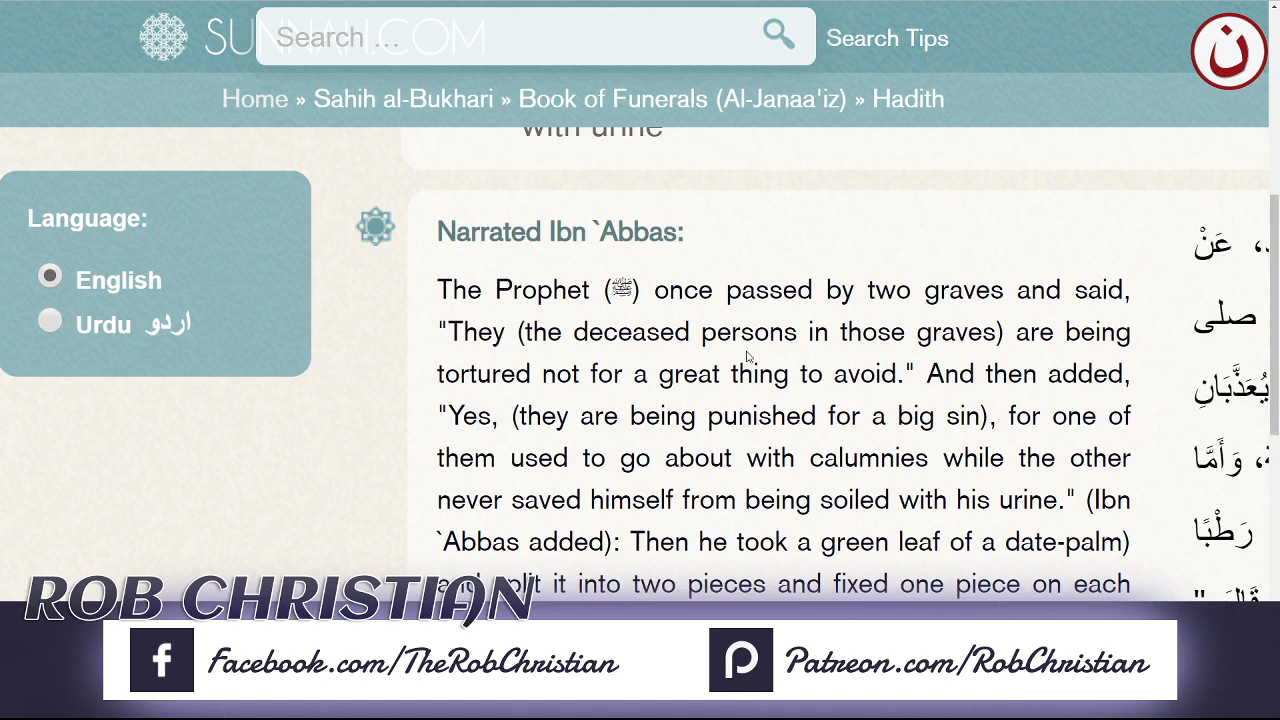 SUNNAH.COM
Search ...
Search Tips
ن
Home » Sahih al-Bukhari » Book of Funerals (Al-Janaa'iz) » Hadith
with urine
Language:
English
Urdu اردو
Narrated Ibn `Abbas:
The Prophet (ﷺ) once passed by two graves and said,
"They (the deceased persons in those graves) are being
tortured not for a great thing to avoid." And then added,
"Yes, (they are being punished for a big sin), for one of
them used to go about with calumnies while the other
never saved himself from being soiled with his urine." (Ibn
`Abbas added): Then he took a green leaf of a date-palm)
and split it into two pieces and fixed one piece on each
، عَنْ
صلى
يُعَذَّبَانِ
، وَأَمَّا
رَطْبًا
قَالَ "
ROB CHRISTIAN
Facebook.com/TheRobChristian
Patreon.com/RobChristian